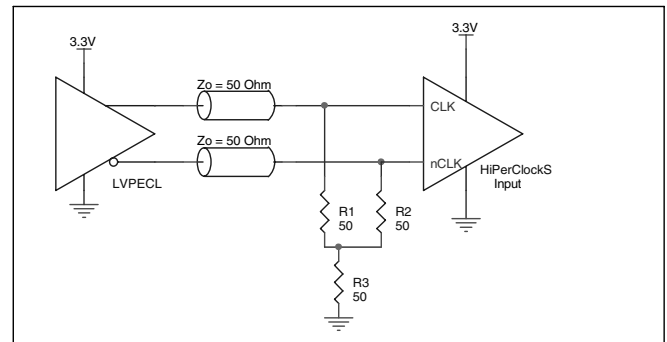 3.3V
3.3V
Zo = 50 Ohm
CLK
Zo = 50 Ohm
nCLK
HiPerClockS
Input
LVPECL
R1
50
R2
50
R3
50